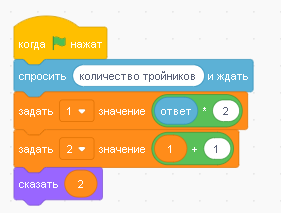 когда нажат
спросить количество тройников и ждать
задать 1 значение ответ * 2
задать 2 значение 1 + 1
сказать 2